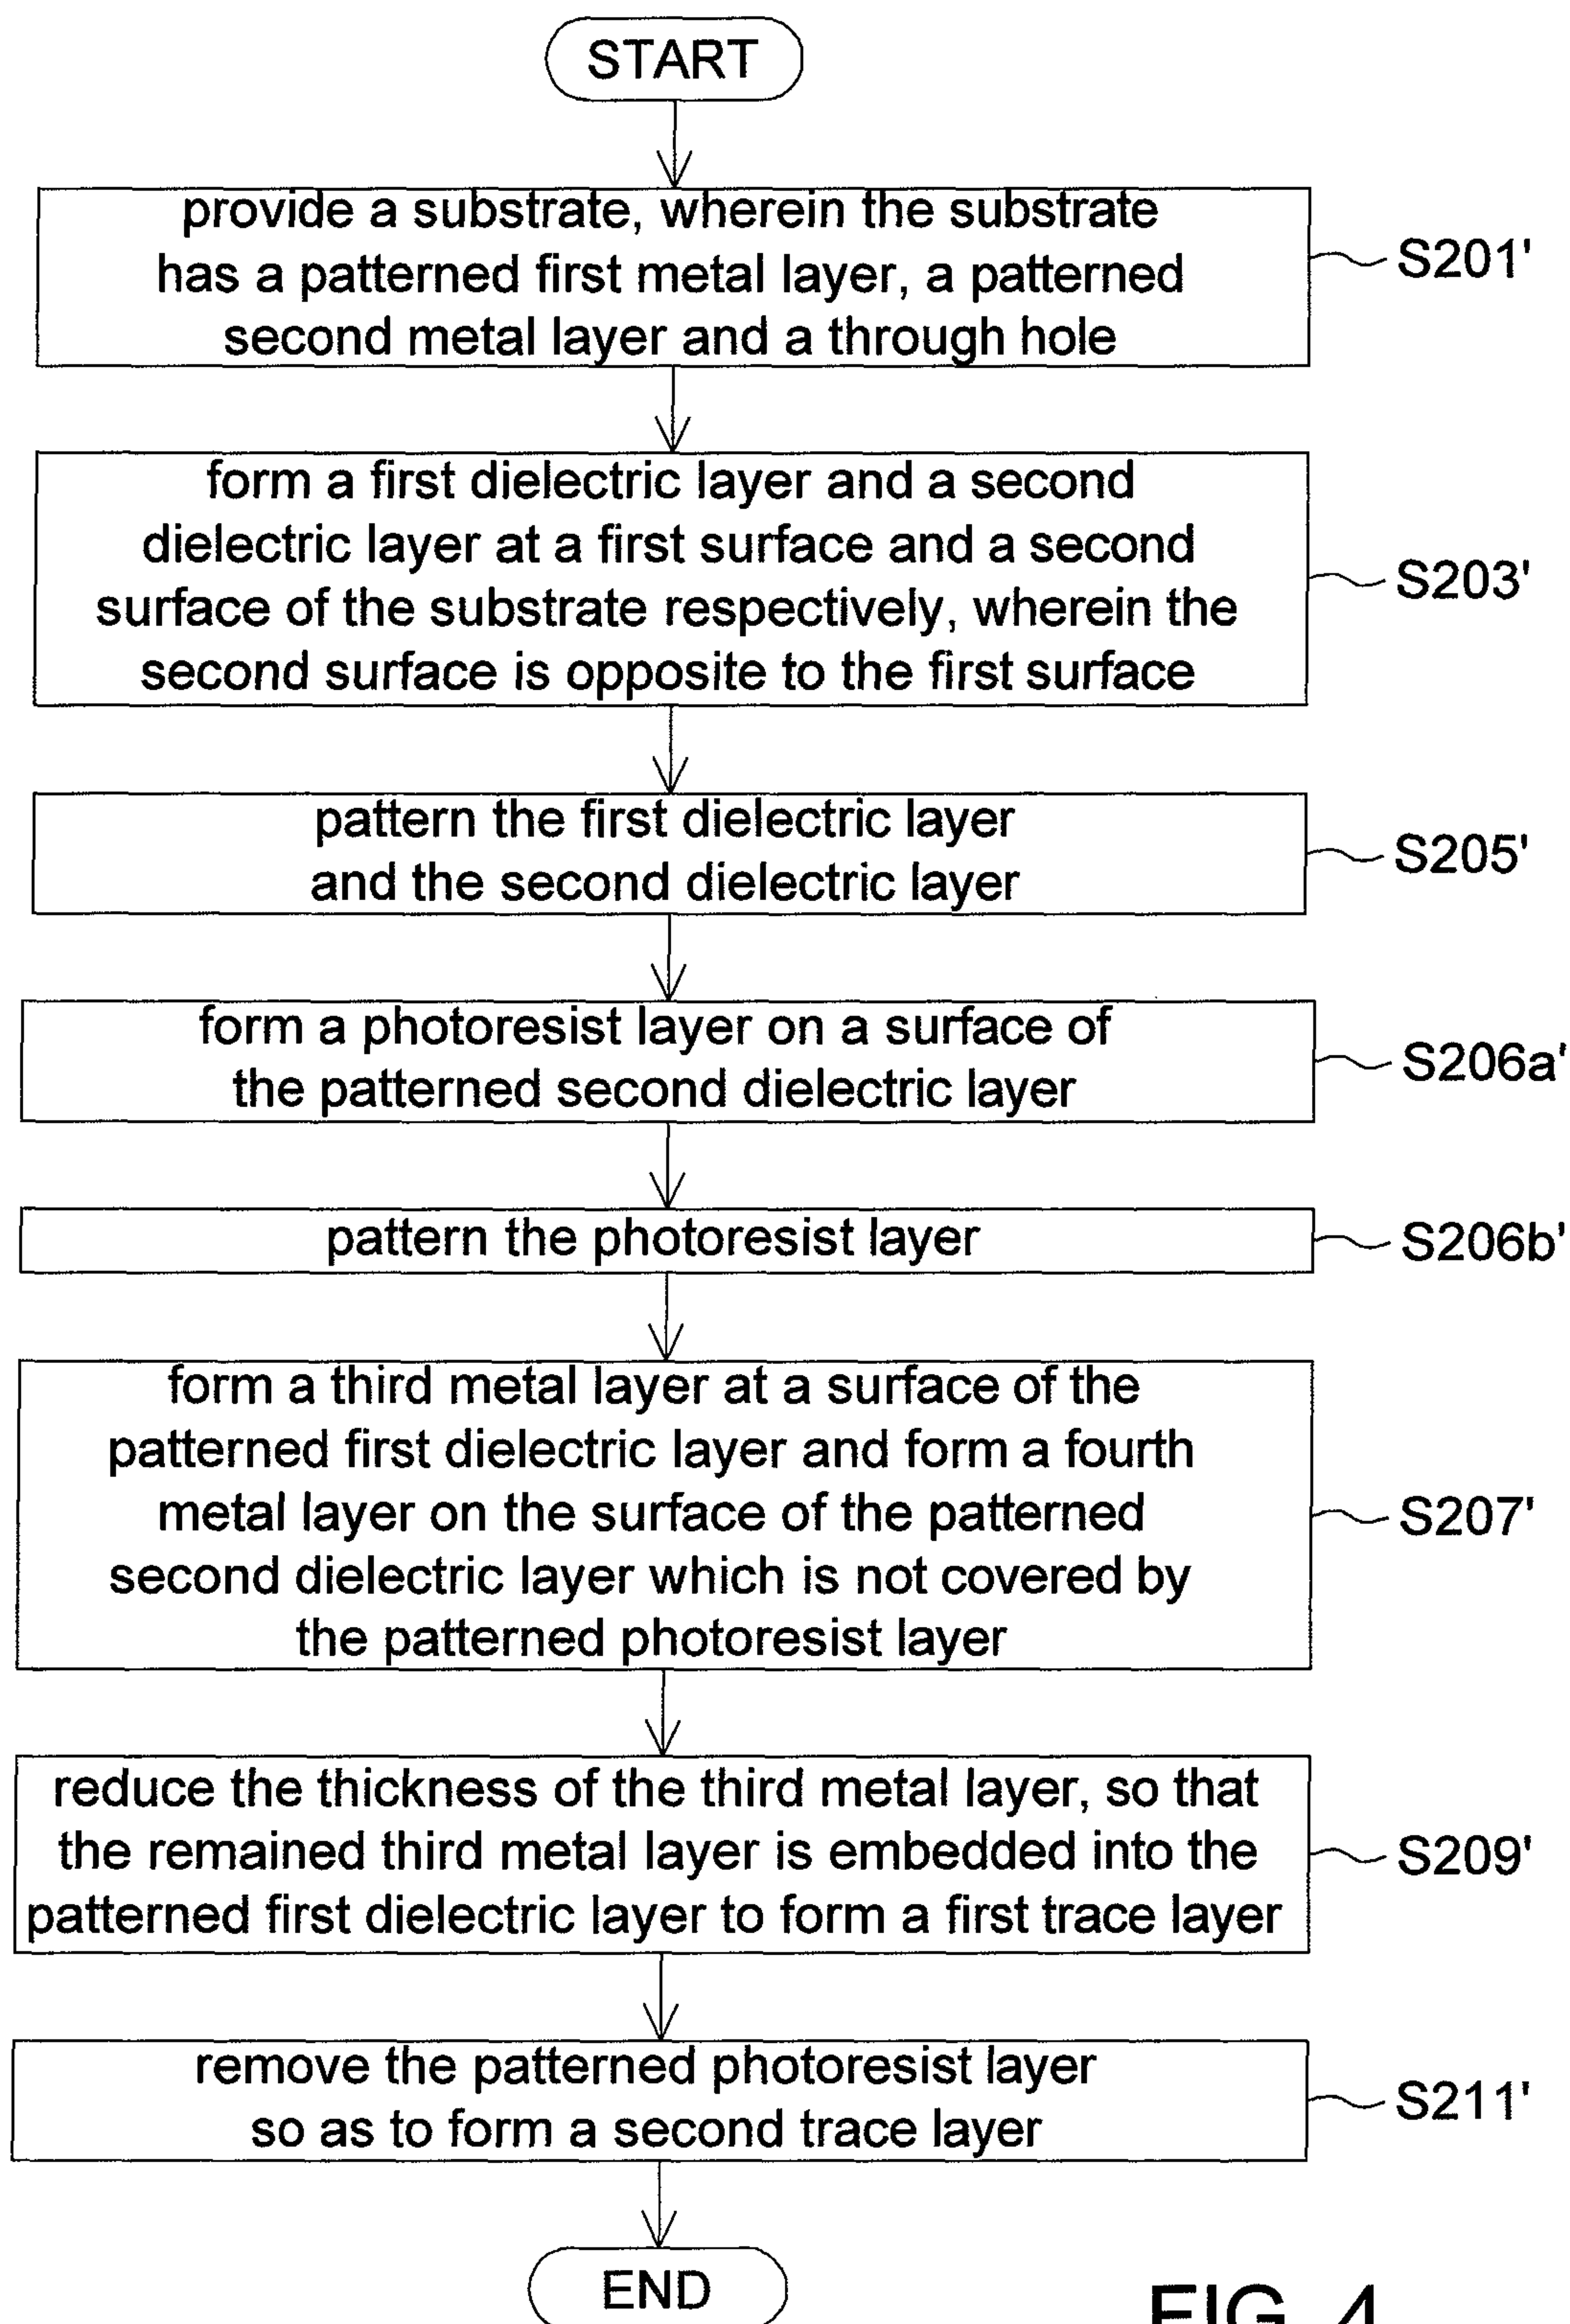 START
provide a substrate, wherein the substrate
has a patterned first metal layer, a patterned
second metal layer and a through hole
S201'
form a first dielectric layer and a second
dielectric layer at a first surface and a second
surface of the substrate respectively, wherein the
second surface is opposite to the first surface
S203'
pattern the first dielectric layer
and the second dielectric layer
S205'
form a photoresist layer on a surface of
the patterned second dielectric layer
S206a'
pattern the photoresist layer
S206b'
form a third metal layer at a surface of the
patterned first dielectric layer and form a fourth
metal layer on the surface of the patterned
second dielectric layer which is not covered by
the patterned photoresist layer
S207'
reduce the thickness of the third metal layer, so that
the remained third metal layer is embedded into the
patterned first dielectric layer to form a first trace layer
S209'
remove the patterned photoresist layer
so as to form a second trace layer
S211'
END
FIG. 4